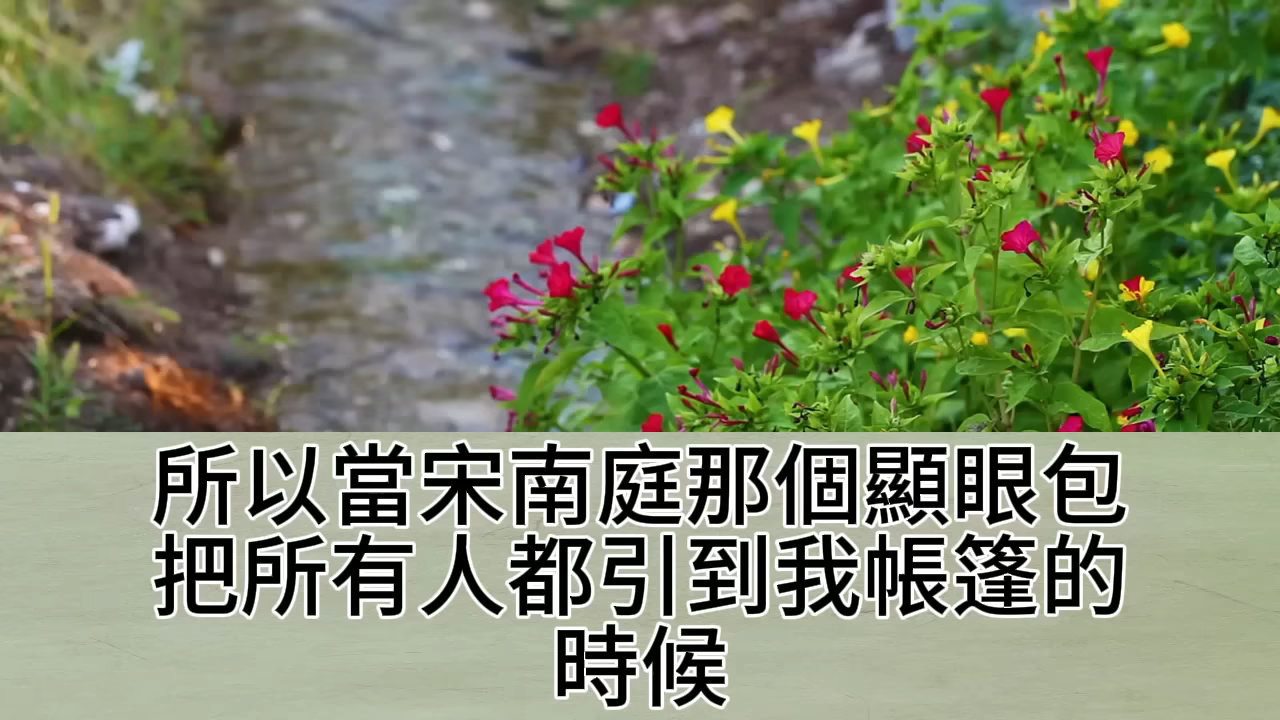 所以當宋南庭那個顯眼包
把所有人都引到我帳篷的
時候